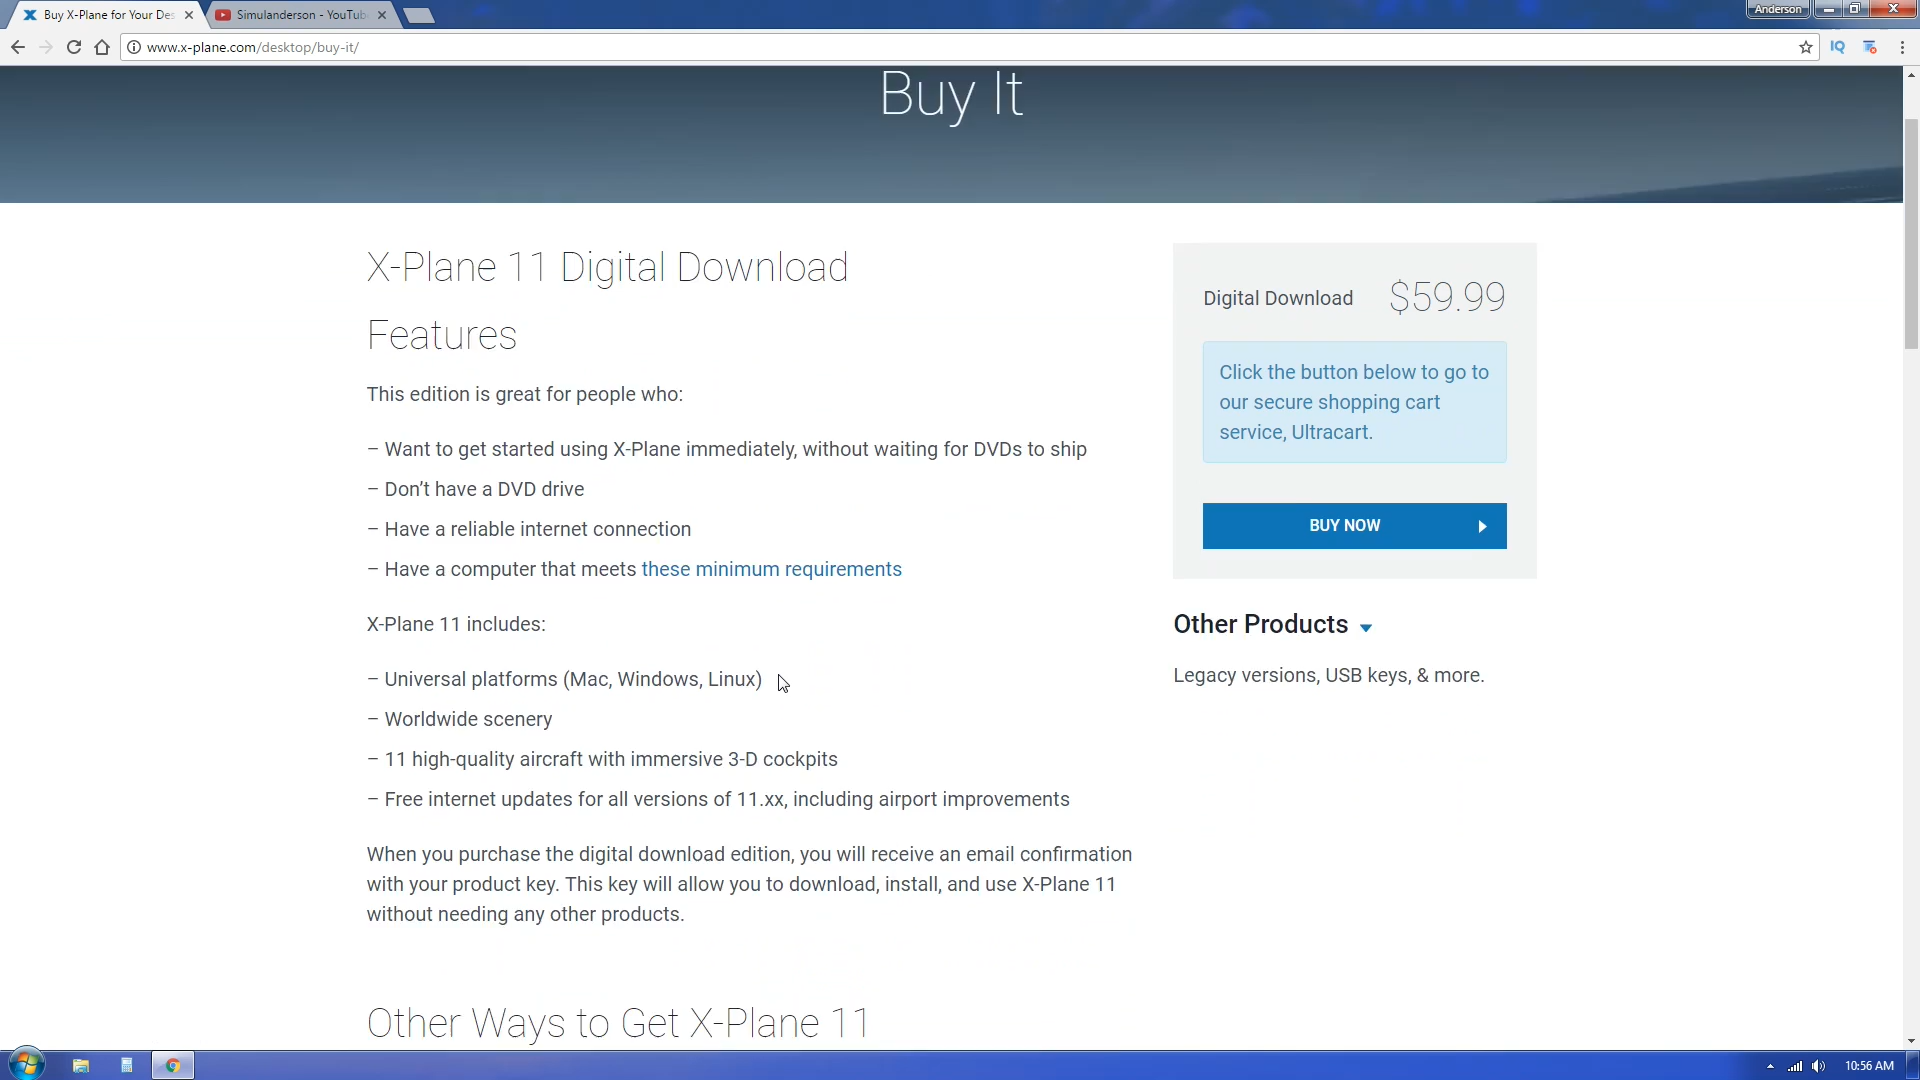 Buy X-Plane for Your Des
Simulanderson - YouTub
Anderson
www.x-plane.com/desktop/buy-it/
IQ
Buy It
X-Plane 11 Digital Download
Features
This edition is great for people who:
– Want to get started using X-Plane immediately, without waiting for DVDs to ship
– Don’t have a DVD drive
– Have a reliable internet connection
– Have a computer that meets these minimum requirements
X-Plane 11 includes:
– Universal platforms (Mac, Windows, Linux)
– Worldwide scenery
– 11 high-quality aircraft with immersive 3-D cockpits
– Free internet updates for all versions of 11.xx, including airport improvements
When you purchase the digital download edition, you will receive an email confirmation
with your product key. This key will allow you to download, install, and use X-Plane 11
without needing any other products.
Other Ways to Get X-Plane 11
Digital Download $59.99
Click the button below to go to
our secure shopping cart
service, Ultracart.
BUY NOW
Other Products
Legacy versions, USB keys, & more.
10:56 AM